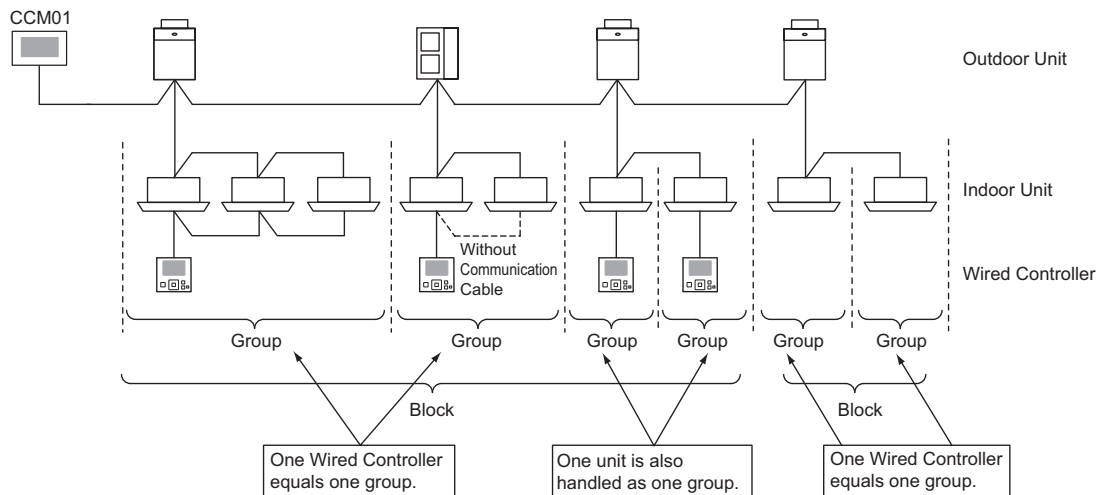 CCM01
Outdoor Unit
Indoor Unit
Without
Communication
Cable
Wired Controller
Group
Group
Group
Group
Group
Group
Block
Block
One Wired Controller
equals one group.
One unit is also
handled as one group.
One Wired Controller
equals one group.